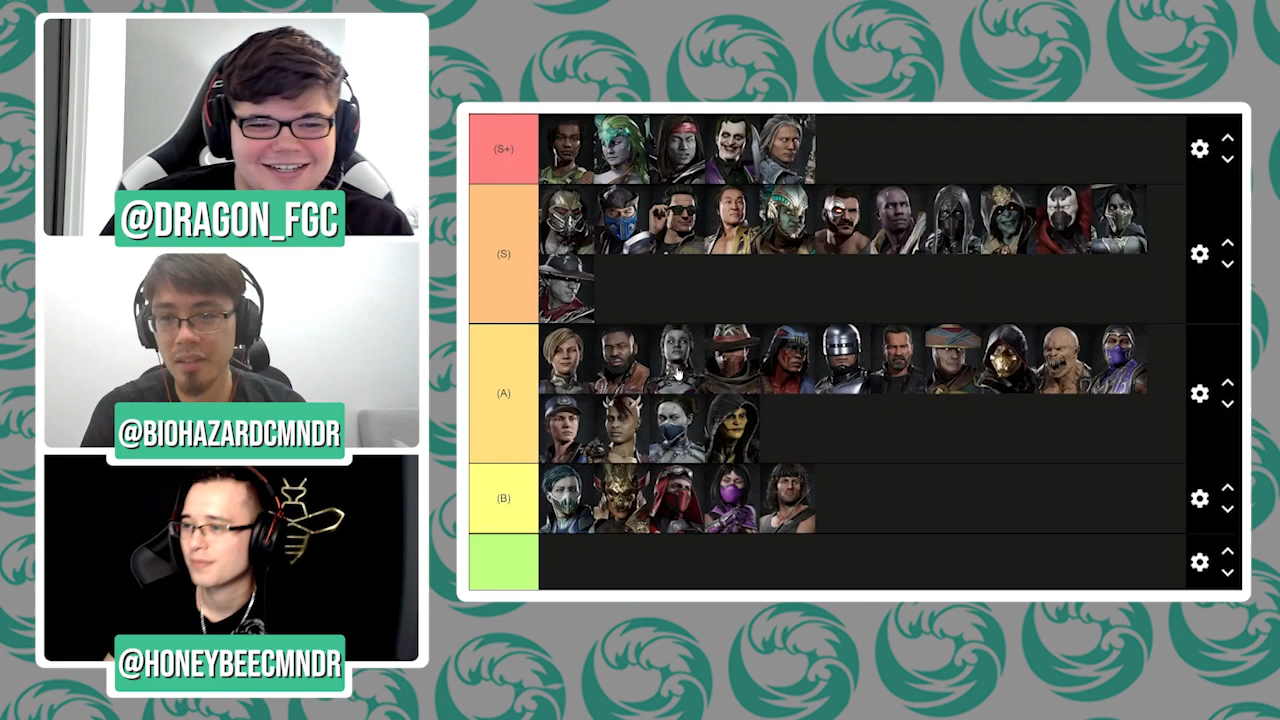 @DRAGON_FGC
@BIOHAZARDCMNDR
@HONEYBEECMNDR
(S+)
(S)
(A)
(B)